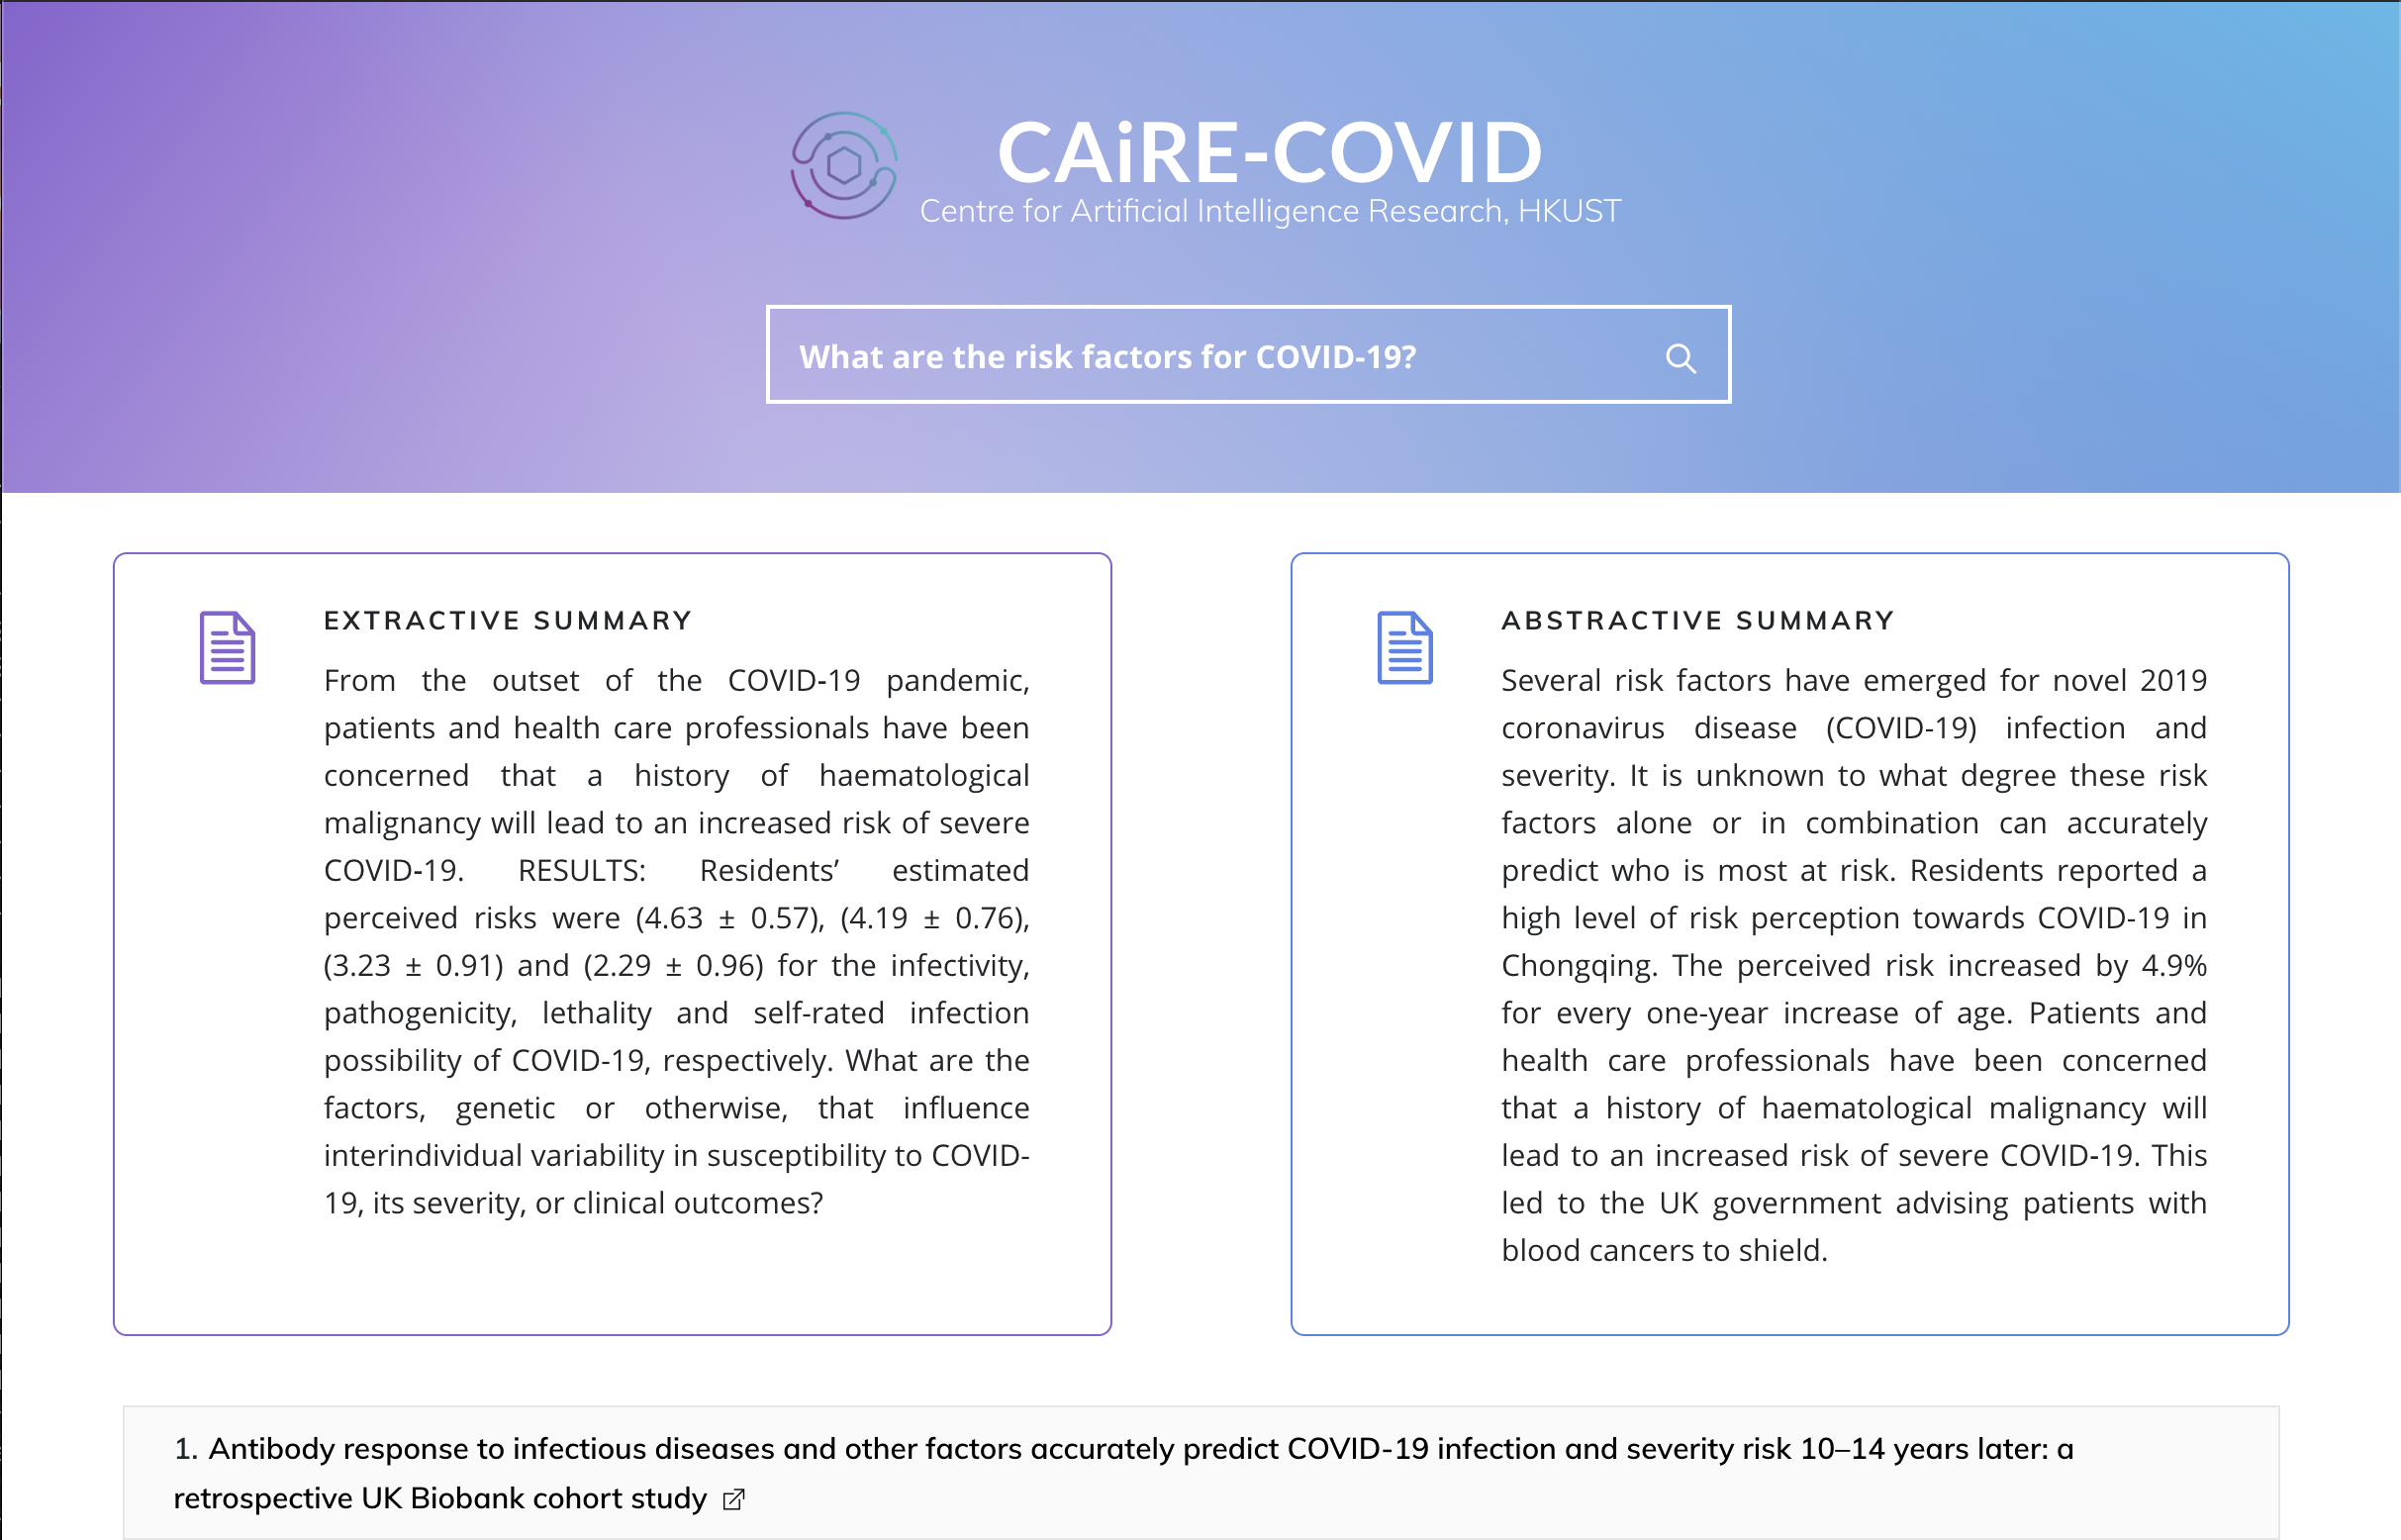 CAiRE-COVID
Centre for Artificial Intelligence Research, HKUST
What are the risk factors for COVID-19?
EXTRACTIVE SUMMARY
From the outset of the COVID-19 pandemic,
patients and health care professionals have been
concerned that a history of haematological
malignancy will lead to an increased risk of severe
COVID-19. RESULTS: Residents’ estimated
perceived risks were (4.63 ± 0.57), (4.19 ± 0.76),
(3.23 ± 0.91) and (2.29 ± 0.96) for the infectivity,
pathogenicity, lethality and self-rated infection
possibility of COVID-19, respectively. What are the
factors, genetic or otherwise, that influence
interindividual variability in susceptibility to COVID-
19, its severity, or clinical outcomes?
ABSTRACTIVE SUMMARY
Several risk factors have emerged for novel 2019
coronavirus disease (COVID-19) infection and
severity. It is unknown to what degree these risk
factors alone or in combination can accurately
predict who is most at risk. Residents reported a
high level of risk perception towards COVID-19 in
Chongqing. The perceived risk increased by 4.9%
for every one-year increase of age. Patients and
health care professionals have been concerned
that a history of haematological malignancy will
lead to an increased risk of severe COVID-19. This
led to the UK government advising patients with
blood cancers to shield.
1. Antibody response to infectious diseases and other factors accurately predict COVID-19 infection and severity risk 10–14 years later: a
retrospective UK Biobank cohort study